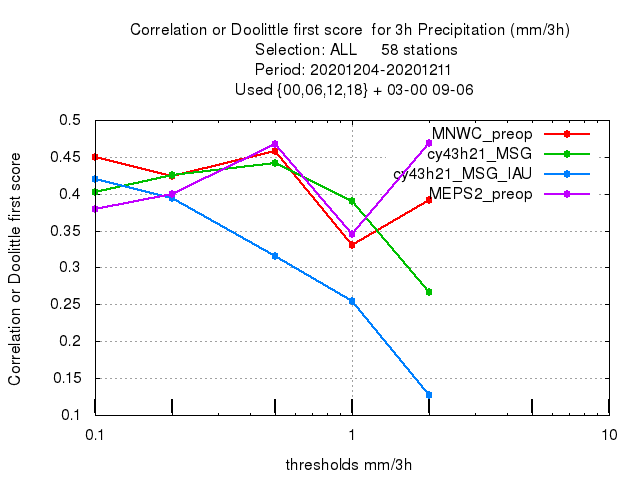 Correlation or Doolittle first score  for 3h Precipitation (mm/3h)
Selection: ALL     58 stations
Period: 20201204-20201211
Used {00,06,12,18} + 03-00 09-06
Correlation or Doolittle first score
0.5
0.45
0.4
0.35
0.3
0.25
0.2
0.15
0.1
MNWC_preop
cy43h21_MSG
cy43h21_MSG_IAU
MEPS2_preop
0.1 1 10
thresholds mm/3h